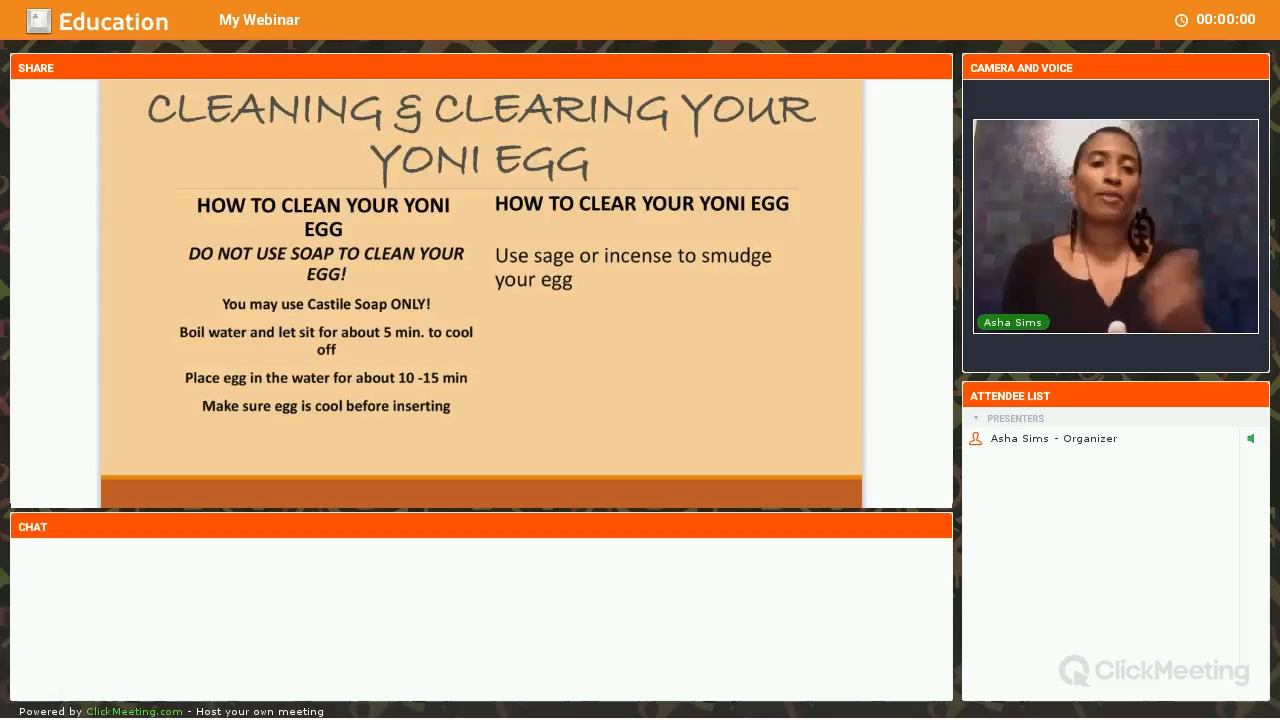 Education
My Webinar
00:00:00
SHARE
CLEANING & CLEARING YOUR
YONI EGG
HOW TO CLEAN YOUR YONI
EGG
DO NOT USE SOAP TO CLEAN YOUR
EGG!
You may use Castile Soap ONLY!
Boil water and let sit for about 5 min. to cool
off
Place egg in the water for about 10 -15 min
Make sure egg is cool before inserting
HOW TO CLEAR YOUR YONI EGG
Use sage or incense to smudge
your egg
CAMERA AND VOICE
Asha Sims
ATTENDEE LIST
PRESENTERS
Asha Sims - Organizer
CHAT
ClickMeeting
Powered by ClickMeeting.com - Host your own meeting